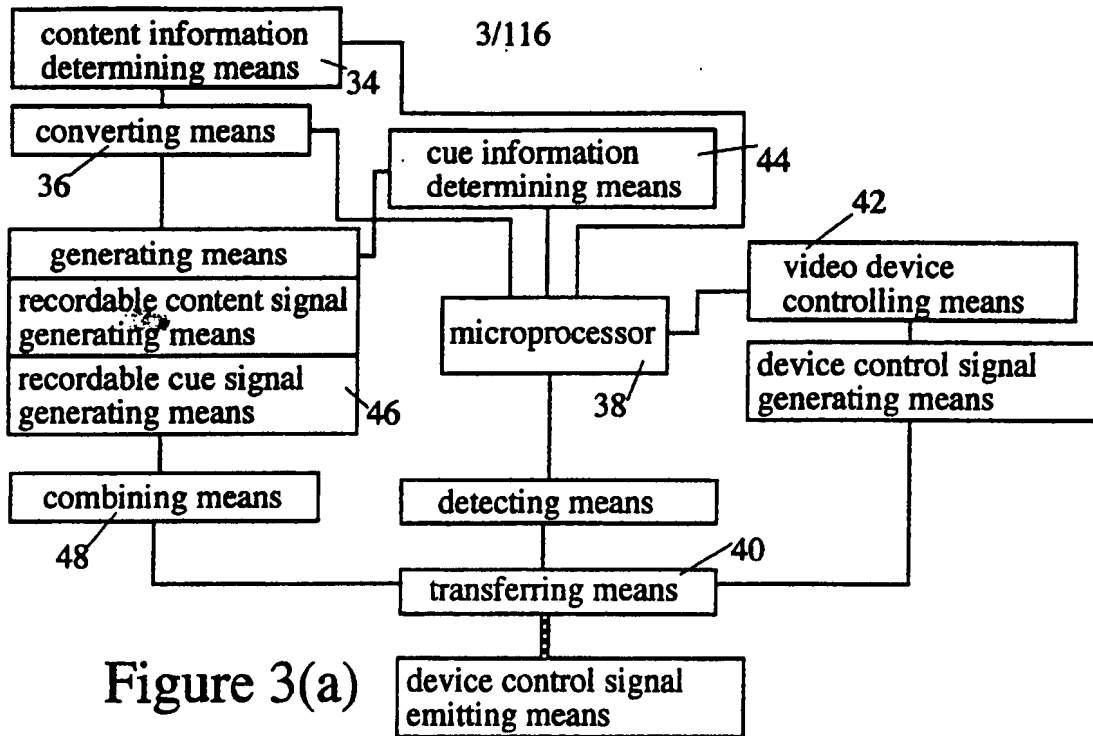 content information
determining means
34
3/116
converting means
36
cue information
determining means
44
42
generating means
recordable content signal
generating means
recordable cue signal
generating means
46
microprocessor
38
video device
controlling means
device control signal
generating means
combining means
48
detecting means
40
transferring means
Figure 3(a)
device control signal
emitting means